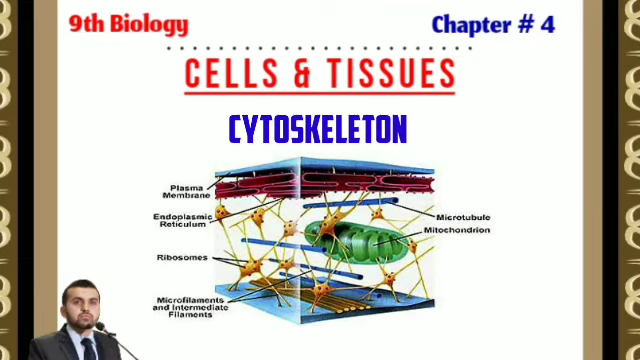 9th Biology
Chapter # 4
CELLS & TISSUES
CYTOSKELETON
Plasma
Membrane
Endoplasmic
Reticulum
Ribosomes
Microfilaments
and Intermediate
Filaments
Microtubule
Mitochondrion